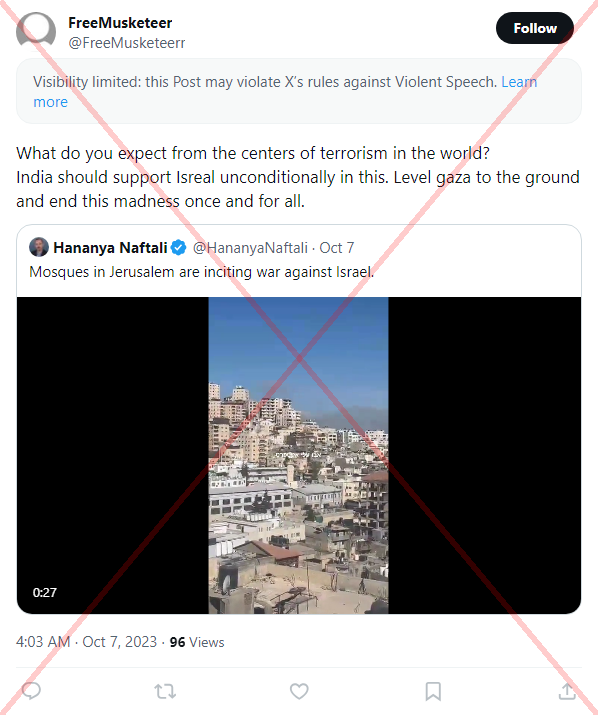 FreeMusketeer
@FreeMusketeerr
Follow
Visibility limited: this Post may violate X's rules against Violent Speech. Learn
more
What do you expect from the centers of terrorism in the world?
India should support Isreal unconditionally in this. Level gaza to the ground
and end this madness once and for all.
Hananya Naftali @HananyaNaftali · Oct 7
Mosques in Jerusalem are inciting war against Israel.
0:27
4:03 AM · Oct 7, 2023 · 96 Views